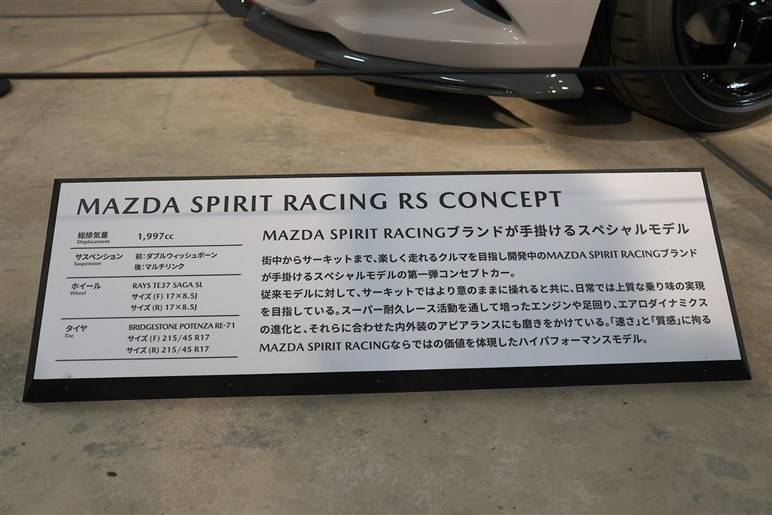 MAZDA SPIRIT RACING RS CONCEPT
総排気量 1,997cc
Displacement
サスペンション 前：ダブルウィッシュボーン
Suspension 後：マルチリンク
ホイール RAYS TE37 SAGA SL
Wheel サイズ (F) 17×8.5J
サイズ (R) 17×8.5J
タイヤ BRIDGESTONE POTENZA RE-71
Tire サイズ (F) 215/45 R17
サイズ (R) 215/45 R17
MAZDA SPIRIT RACINGブランドが手掛けるスペシャルモデル
街中からサーキットまで、楽しく走れるクルマを目指し開発中のMAZDA SPIRIT RACINGブランド
が手掛けるスペシャルモデルの第一弾コンセプトカー。
従来モデルに対して、サーキットではより意のままに操れると共に、日常では上質な乗り味の実現
を目指している。スーパー耐久レース活動を通して培ったエンジンや足回り、エアロダイナミクス
の進化と、それらに合わせた内外装のアピアランスにも磨きをかけている。「速さ」と「質感」に拘る
MAZDA SPIRIT RACINGならではの価値を体現したハイパフォーマンスモデル。